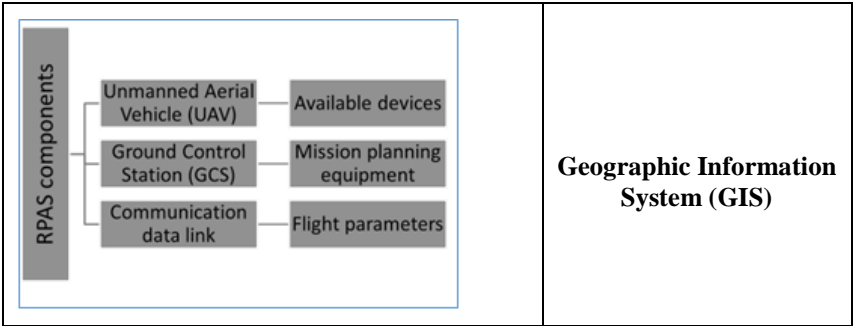 RPAS components
Unmanned Aerial
Vehicle (UAV)
Available devices
Ground Control
Station (GCS)
Mission planning
equipment
Communication
data link
Flight parameters
Geographic Information
System (GIS)